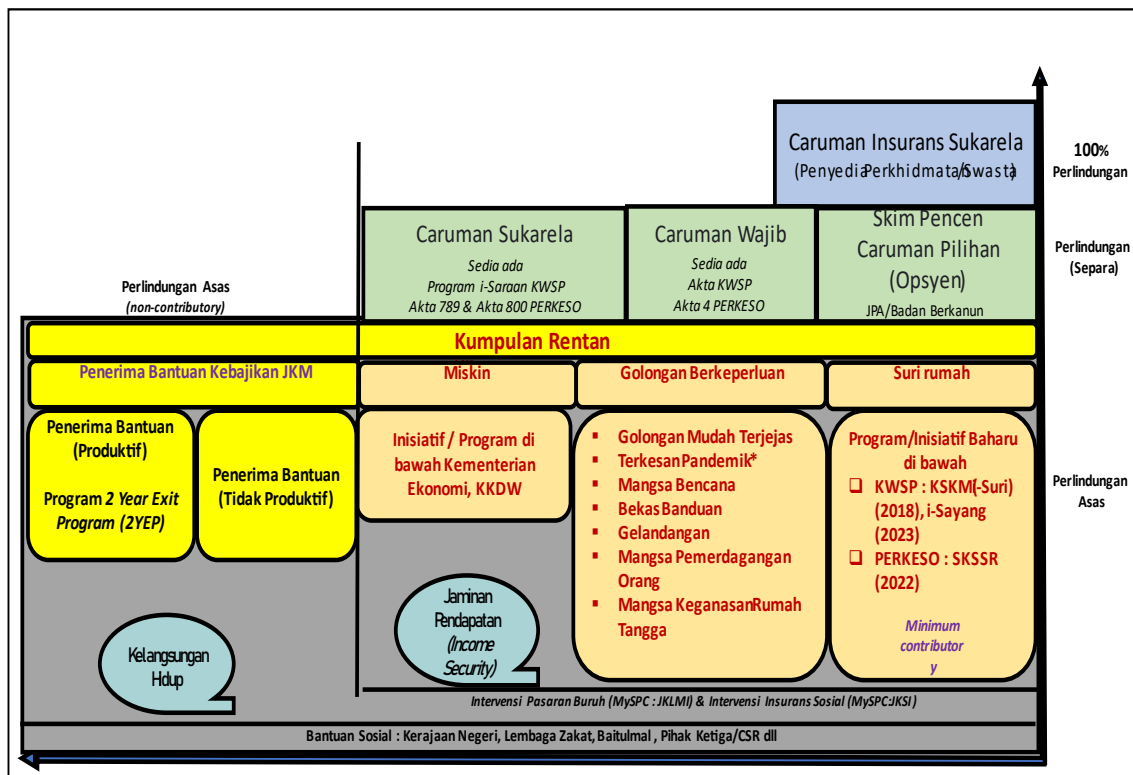 Caruman Insurans Sukarela
(Penyedia Perkhidmatan/Swasta)
100%
Perlindungan
Caruman Sukarela
Sedia ada
Program i-Saraan KWSP
Akta 789 & Akta 800 PERKESO
Caruman Wajib
Sedia ada
Akta KWSP
Akta 4 PERKESO
Skim Pencen
Caruman Pilihan
(Opsyen)
JPA/Badan Berkanun
Perlindungan
(Separa)
Perlindungan Asas
(non-contributory)
Kumpulan Rentan
Penerima Bantuan Kebajikan JKM
Miskin
Golongan Berkeperluan
Suri rumah
Penerima Bantuan
(Produktif)
Program 2 Year Exit
Program (2YEP)
Penerima Bantuan
(Tidak Produktif)
Inisiatif / Program di
bawah Kementerian
Ekonomi, KKDW
▪ Golongan Mudah Terjejas
▪ Terkesan Pandemik*
▪ Mangsa Bencana
▪ Bekas Banduan
▪ Gelandangan
▪ Mangsa Pemerdagangan
Orang
▪ Mangsa Keganasan Rumah
Tangga
Program/Inisiatif Baharu
di bawah
❑ KWSP : KSKM(i-Suri)
(2018), i-Sayang
(2023)
❑ PERKESO : SKSSR
(2022)
Minimum
contributor
y
Perlindungan
Asas
Kelangsungan
Hdup
Jaminan
Pendapatan
(Income
Security)
Intervensi Pasaran Buruh (MySPC : JKLMI) & Intervensi Insurans Sosial (MySPC:JKSI)
Bantuan Sosial : Kerajaan Negeri, Lembaga Zakat, Baitulmal , Pihak Ketiga/CSR dll